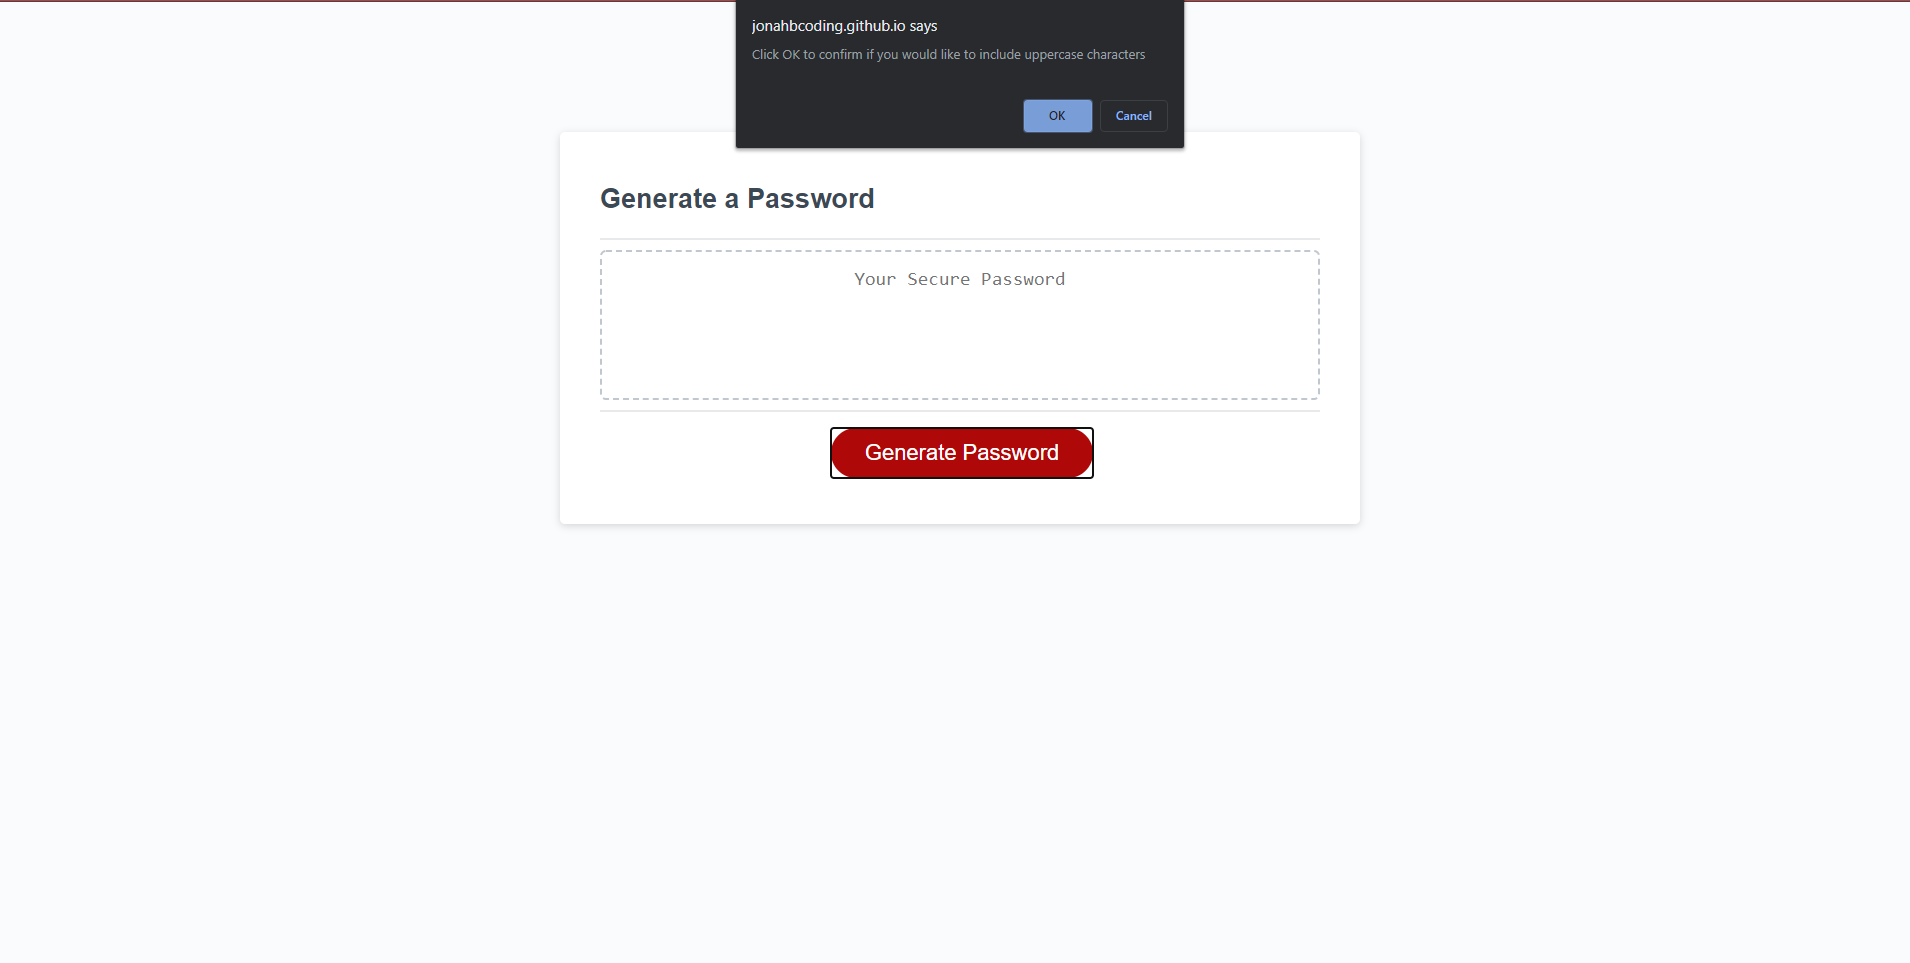 jonahbcoding.github.io says
Click OK to confirm if you would like to include uppercase characters
OK Cancel
Generate a Password
Your Secure Password
Generate Password